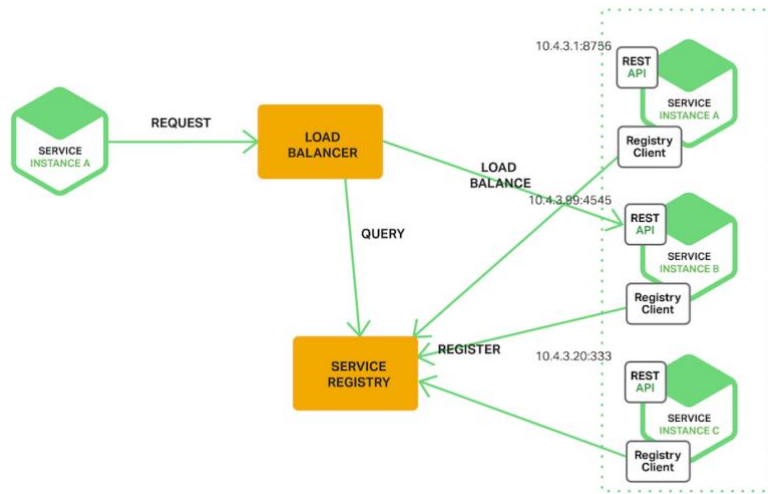 10.4.3.1:8756
REST
API
SERVICE
INSTANCE A
Registry
Client
SERVICE
INSTANCE A
REQUEST
LOAD
BALANCER
LOAD
BALANCE
10.4.3.99:4545
REST
API
SERVICE
INSTANCE B
Registry
Client
QUERY
SERVICE
REGISTRY
REGISTER
10.4.3.20:333
REST
API
SERVICE
INSTANCE C
Registry
Client